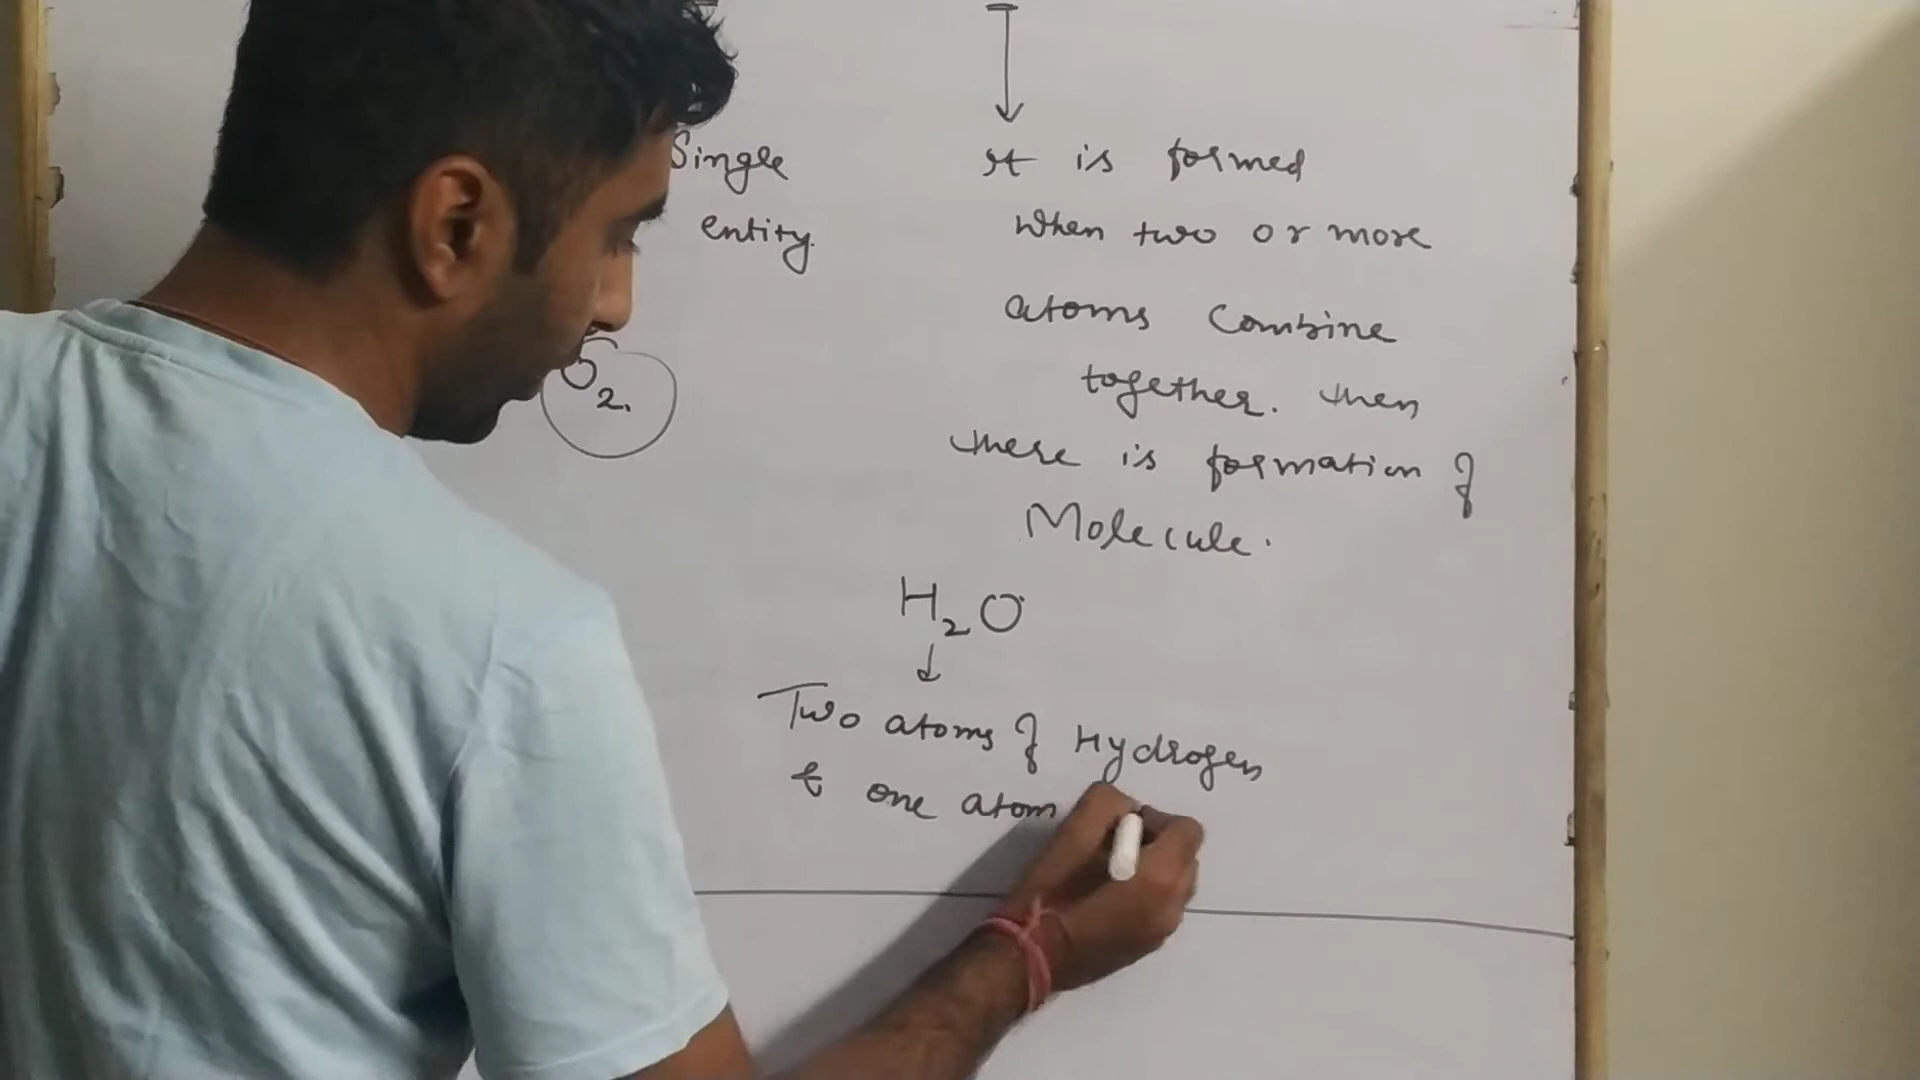 Single
entity.
O2.
It is formed
when two or more
atoms combine
together. then
there is formation of
Molecule.
H2O
Two atoms of Hydrogen
& one atom